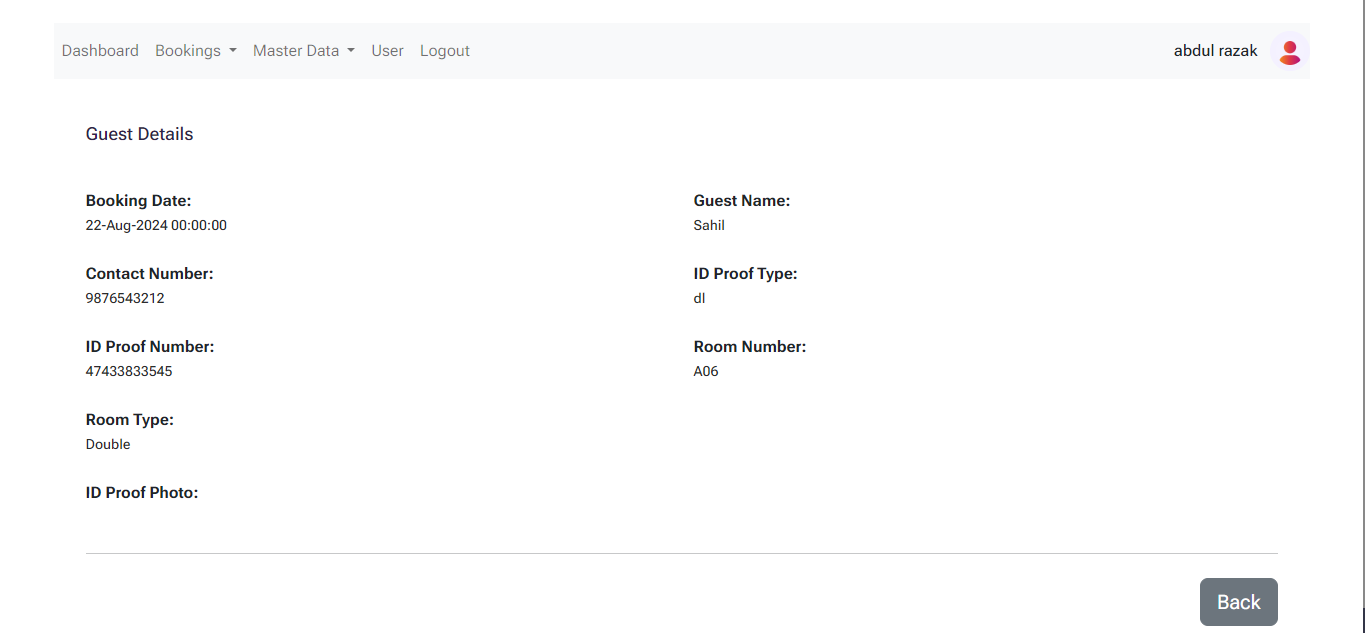 Dashboard Bookings Master Data User Logout abdul razak
Guest Details
Booking Date: Guest Name:
22-Aug-2024 00:00:00 Sahil
Contact Number: ID Proof Type:
9876543212 dl
ID Proof Number: Room Number:
47433833545 A06
Room Type:
Double
ID Proof Photo:
Back